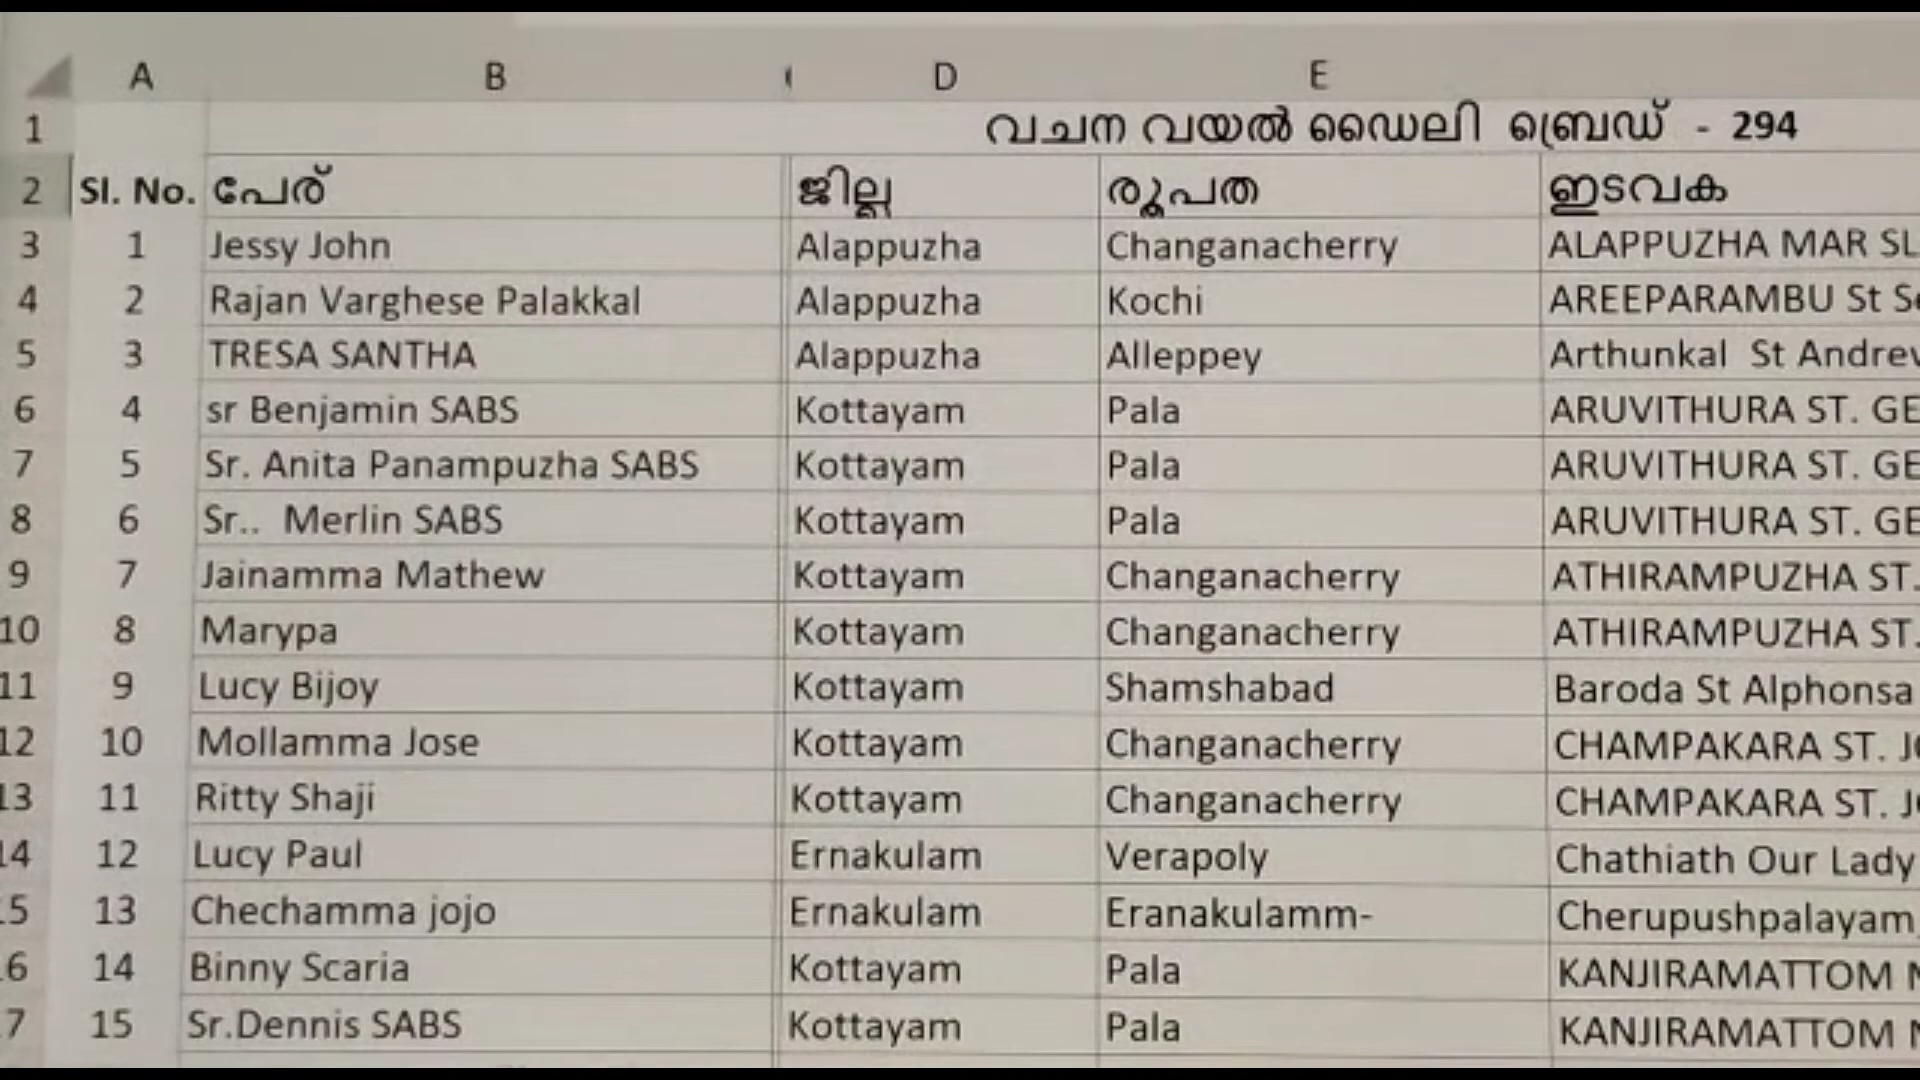 A B D E
1 വചന വയൽ ഡൈലി ബ്രെഡ് - 294
2 Sl. No. പേര് ജില്ല രൂപത ഇടവക
3 1 Jessy John Alappuzha Changanacherry ALAPPUZHA MAR
4 2 Rajan Varghese Palakkal Alappuzha Kochi AREEPARAMBU St
5 3 TRESA SANTHA Alappuzha Alleppey Arthunkal St
6 4 sr Benjamin SABS Kottayam Pala ARUVITHURA ST.
7 5 Sr. Anita Panampuzha SABS Kottayam Pala ARUVITHURA ST.
8 6 Sr.. Merlin SABS Kottayam Pala ARUVITHURA ST.
9 7 Jainamma Mathew Kottayam Changanacherry ATHIRAMPUZHA ST.
10 8 Marypa Kottayam Changanacherry ATHIRAMPUZHA ST.
11 9 Lucy Bijoy Kottayam Shamshabad Baroda St Alphonsa
12 10 Mollamma Jose Kottayam Changanacherry CHAMPAKARA ST.
13 11 Ritty Shaji Kottayam Changanacherry CHAMPAKARA ST.
14 12 Lucy Paul Ernakulam Verapoly Chathiath Our Lady
15 13 Chechamma jojo Ernakulam Eranakulamm- Cherupushpalayam
16 14 Binny Scaria Kottayam Pala KANJIRAMATTOM
7 15 Sr.Dennis SABS Kottayam Pala KANJIRAMATTOM